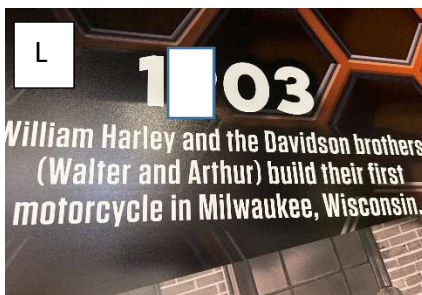 L
1 03
William Harley and the Davidson brothers
(Walter and Arthur) build their first
motorcycle in Milwaukee, Wisconsin.